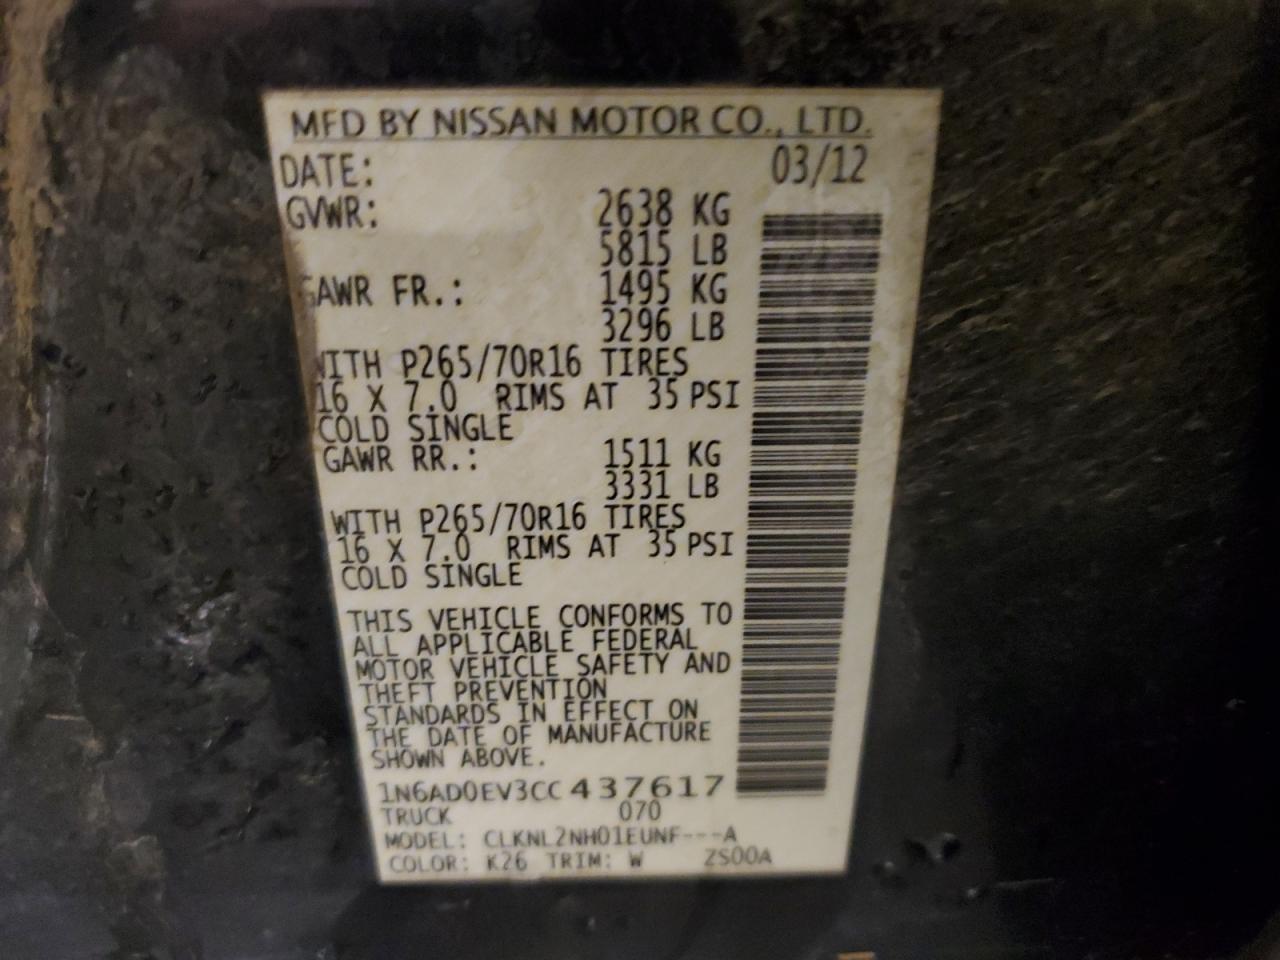 MFD BY NISSAN MOTOR CO., LTD.
DATE: 03/12
GVWR: 2638 KG
5815 LB
GAWR FR.: 1495 KG
3296 LB
WITH P265/70R16 TIRES
16 X 7.0 RIMS AT 35 PSI
COLD SINGLE
GAWR RR.: 1511 KG
3331 LB
WITH P265/70R16 TIRES
16 X 7.0 RIMS AT 35 PSI
COLD SINGLE
THIS VEHICLE CONFORMS TO
ALL APPLICABLE FEDERAL
MOTOR VEHICLE SAFETY AND
THEFT PREVENTION
STANDARDS IN EFFECT ON
THE DATE OF MANUFACTURE
SHOWN ABOVE.
1N6AD0EV3CC437617
TRUCK 070
MODEL: CLKNL2NH01EUNF---A
COLOR: K26 TRIM: W ZS00A